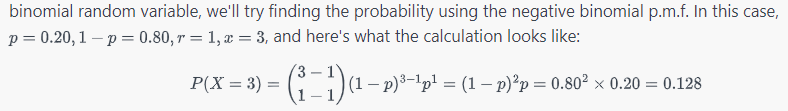 binomial random variable, we'll try finding the probability using the negative binomial p.m.f. In this case,
p = 0.20, 1 − p = 0.80, r = 1, x = 3, and here's what the calculation looks like:
P(X = 3) = \binom{3 − 1}{1 − 1}(1 − p)^{3−1}p^1 = (1 − p)^2p = 0.80^2 × 0.20 = 0.128